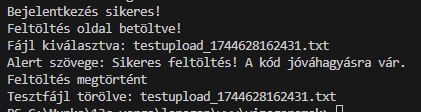 Bejelentkezés sikeres!
Feltöltés oldal betöltve!
Fájl kiválasztva: testupload_1744628162431.txt
Alert szövege: Sikeres feltöltés! A kód jóváhagyásra vár.
Feltöltés megtörtént
Tesztfájl törölve: testupload_1744628162431.txt